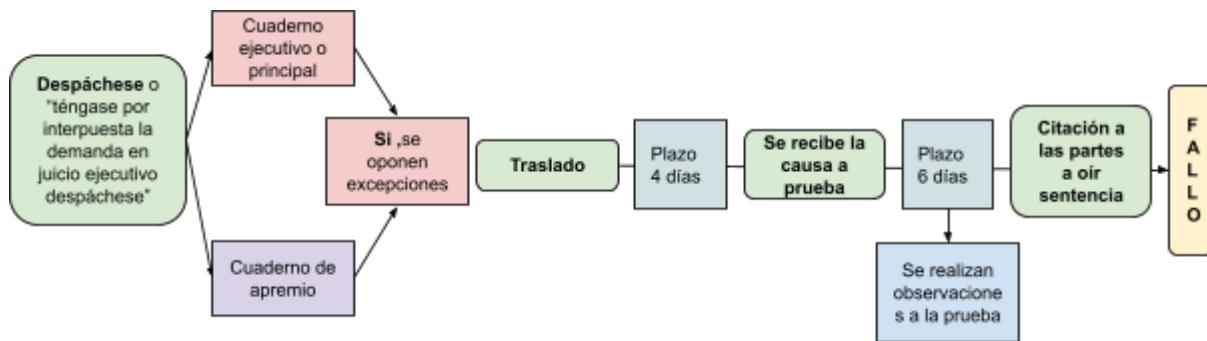 Despáchese o
"téngase por
interpuesta la
demanda en
juicio ejecutivo
despáchese"
Cuaderno
ejecutivo o
principal
Cuaderno de
apremio
Si ,se
oponen
excepciones
Traslado
Plazo
4 días
Se recibe la
causa a
prueba
Plazo
6 días
Se realizan
observacione
s a la prueba
Citación a
las partes
a oír
sentencia
F
A
L
L
O